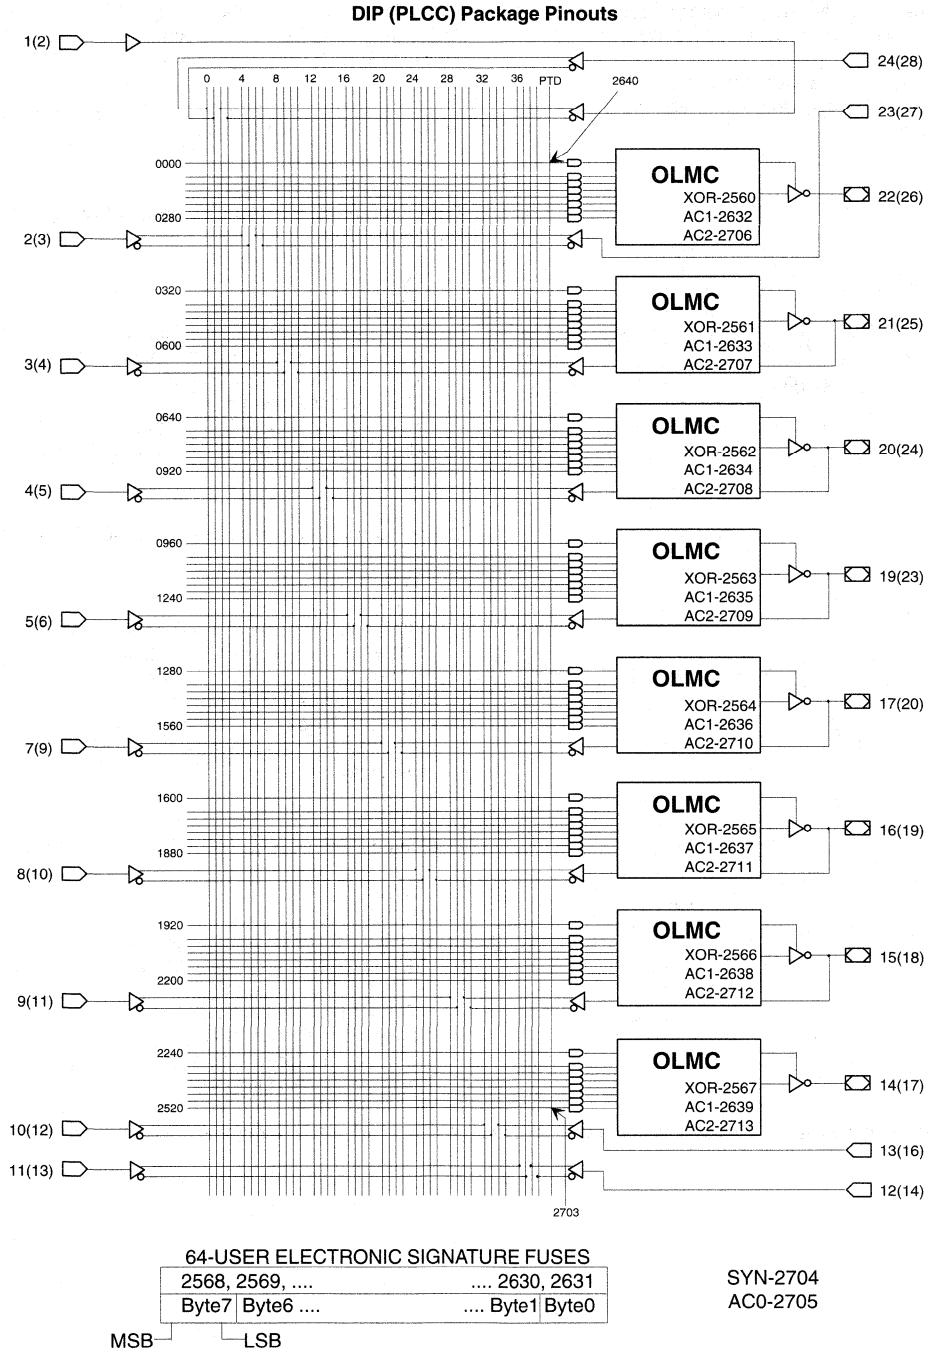 DIP (PLCC) Package Pinouts
1(2)
24(28)
0 4 8 12 16 20 24 28 32 36 PTD
2640
23(27)
0000
OLMC
XOR-2560
AC1-2632
AC2-2706
22(26)
0280
2(3)
0320
OLMC
XOR-2561
AC1-2633
AC2-2707
21(25)
0600
3(4)
0640
OLMC
XOR-2562
AC1-2634
AC2-2708
20(24)
0920
4(5)
0960
OLMC
XOR-2563
AC1-2635
AC2-2709
19(23)
1240
5(6)
1280
OLMC
XOR-2564
AC1-2636
AC2-2710
17(20)
1560
7(9)
1600
OLMC
XOR-2565
AC1-2637
AC2-2711
16(19)
1880
8(10)
1920
OLMC
XOR-2566
AC1-2638
AC2-2712
15(18)
2200
9(11)
2240
OLMC
XOR-2567
AC1-2639
AC2-2713
14(17)
2520
10(12)
13(16)
11(13)
12(14)
2703
64-USER ELECTRONIC SIGNATURE FUSES
2568, 2569, .... .... 2630, 2631
Byte7 Byte6 .... .... Byte1 Byte0
MSB LSB
SYN-2704
AC0-2705